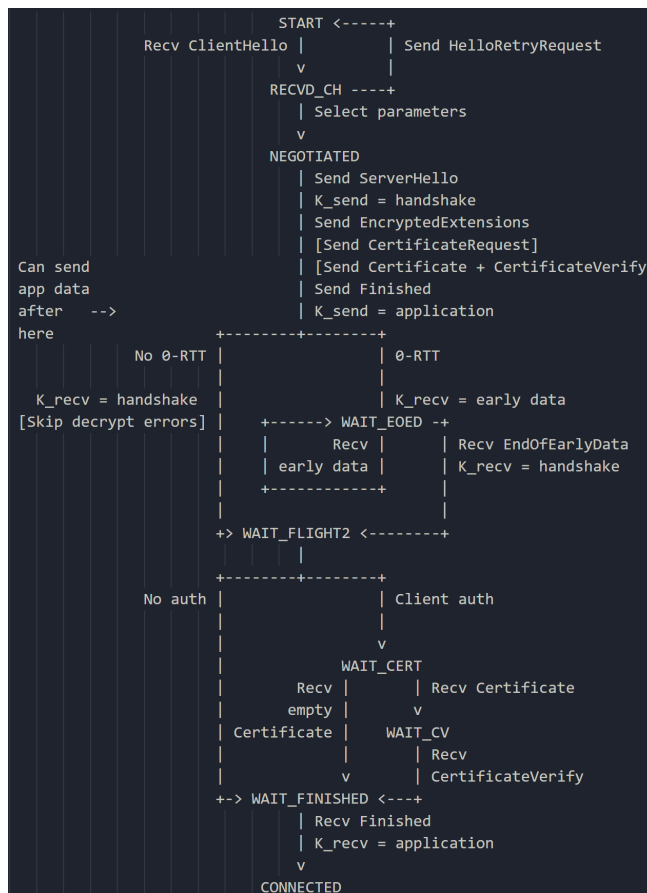 START <-----+
Recv ClientHello | | Send HelloRetryRequest
v |
RECVD_CH ----+
| Select parameters
v
NEGOTIATED
| Send ServerHello
| K_send = handshake
| Send EncryptedExtensions
| [Send CertificateRequest]
Can send | [Send Certificate + CertificateVerify
app data | Send Finished
after --> | K_send = application
here +--------+--------+
No 0-RTT | | 0-RTT
| |
K_recv = handshake | | K_recv = early data
[Skip decrypt errors] | +------> WAIT_EOED -+
| | Recv | | Recv EndOfEarlyData
| | early data | | K_recv = handshake
| +------------+ |
| |
+> WAIT_FLIGHT2 <--------+
|
+--------+--------+
No auth | | Client auth
| |
| v
| WAIT_CERT
| Recv | | Recv Certificate
| empty | v
| Certificate | WAIT_CV
| | | Recv
| v | CertificateVerify
+-> WAIT_FINISHED <---+
| Recv Finished
| K_recv = application
v
CONNECTED